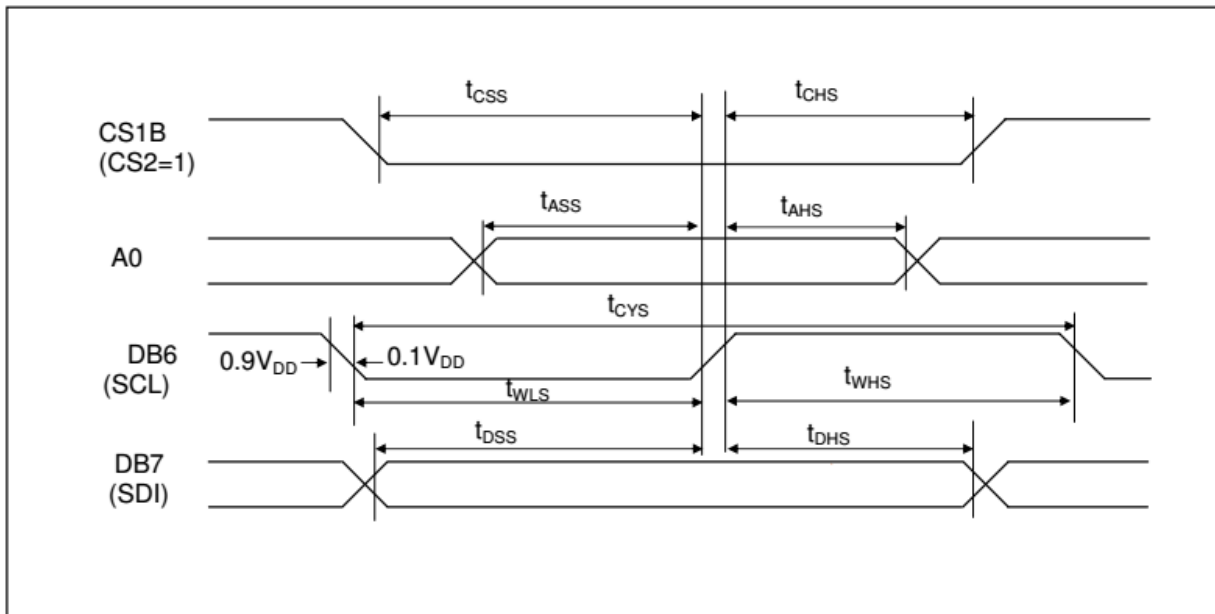 tCSS
tCHS
CS1B
(CS2=1)
tASS
tAHS
A0
tCYS
DB6
(SCL)
0.9VDD
0.1VDD
tWLS
tWHS
tDSS
tDHS
DB7
(SDI)